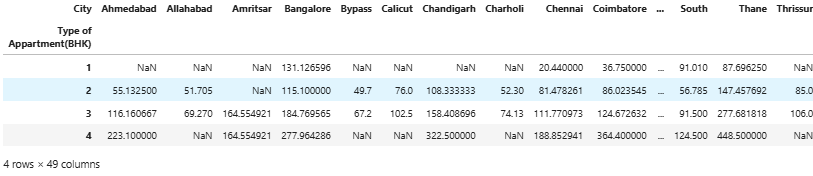 City Ahmedabad Allahabad Amritsar Bangalore Bypass Calicut Chandigarh Charholi Chennai Coimbatore ... South Thane Thrissur
Type of
Appartment(BHK)
1 NaN NaN NaN 131.126596 NaN NaN NaN NaN 20.440000 36.750000 ... 91.010 87.696250 NaN
2 55.132500 51.705 NaN 115.100000 49.7 76.0 108.333333 52.30 81.478261 86.023545 ... 56.785 147.457692 85.0
3 116.160667 69.270 164.554921 184.769565 67.2 102.5 158.408696 74.13 111.770973 124.672632 ... 91.500 277.681818 106.0
4 223.100000 NaN 164.554921 277.964286 NaN NaN 322.500000 NaN 188.852941 364.400000 ... 124.500 448.500000 NaN
4 rows × 49 columns